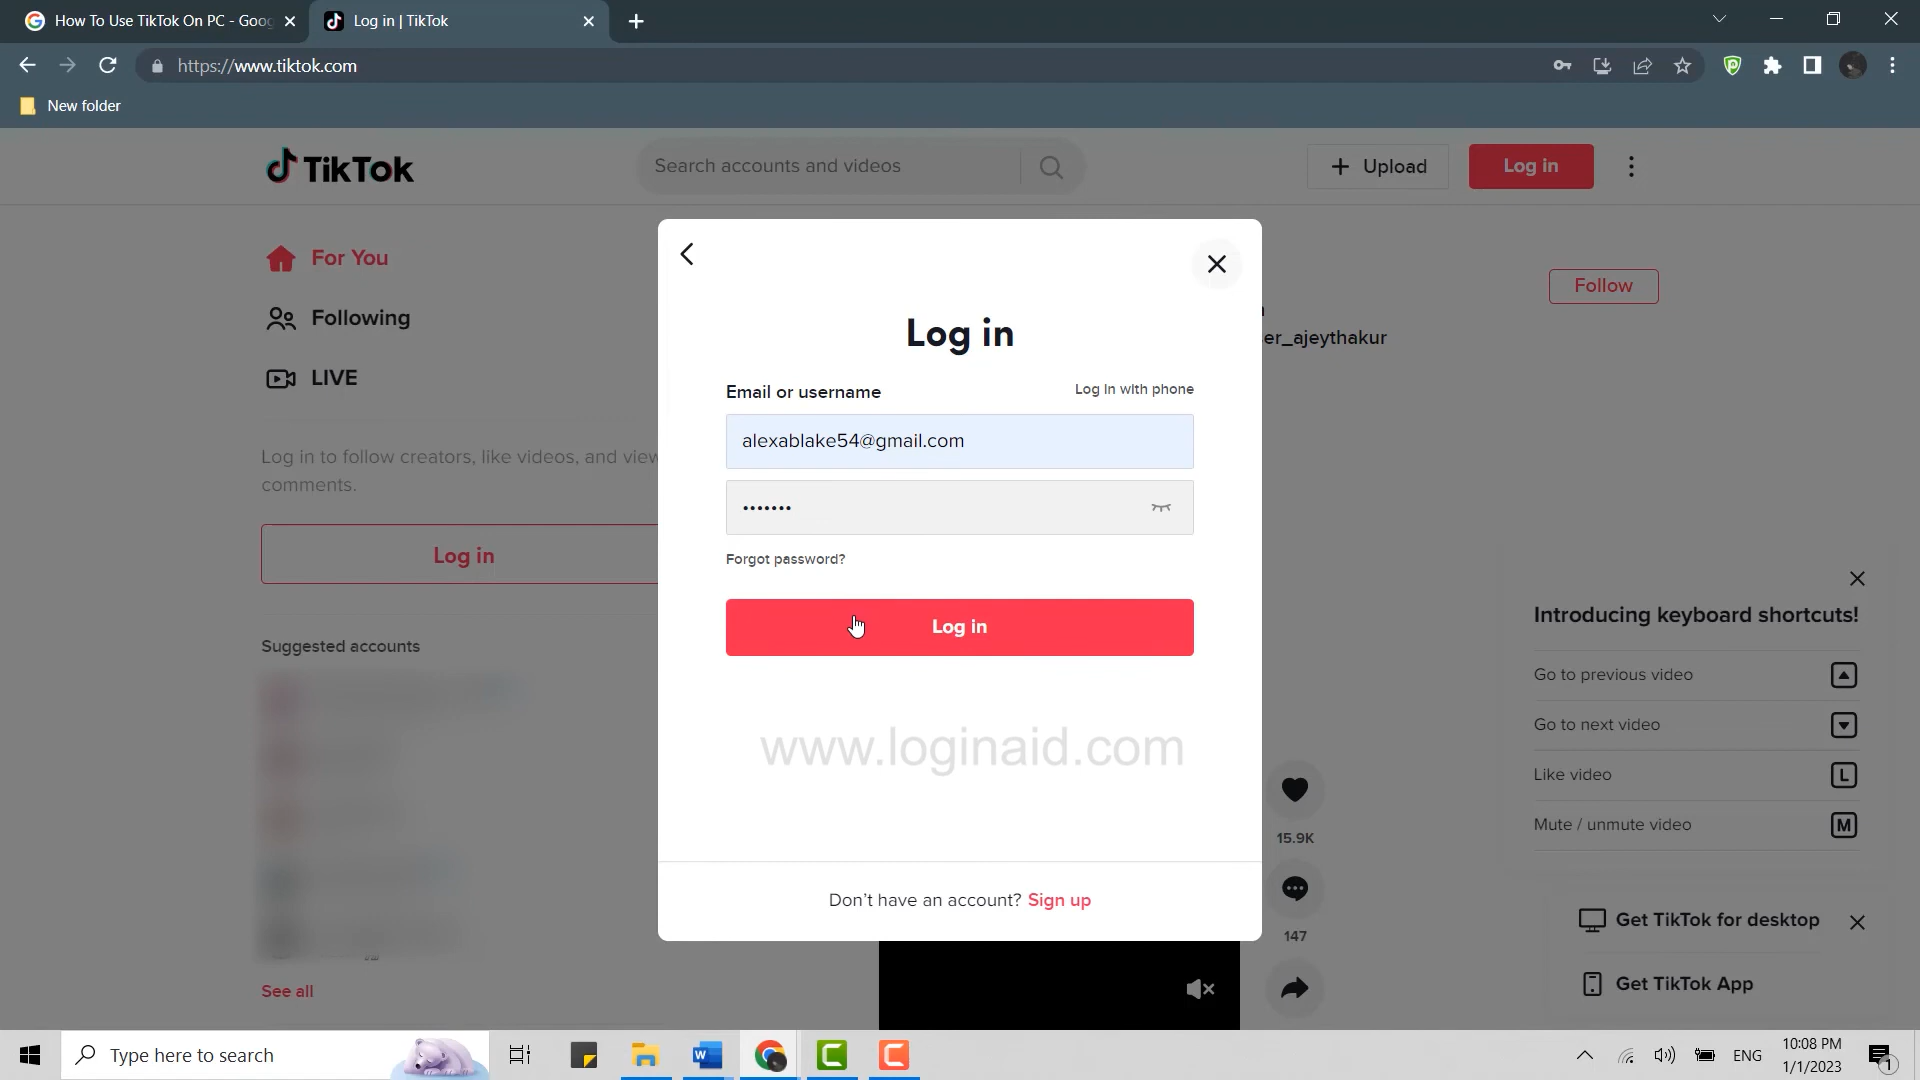 How To Use TikTok On PC - Goo
Log in | TikTok
https://www.tiktok.com
New folder
TikTok
Search accounts and videos
Upload
Log in
For You
Following
LIVE
Log in to follow creators, like videos, and view
comments.
Log in
Suggested accounts
See all
Log in
Email or username
Log in with phone
alexablake54@gmail.com
•••••••
Forgot password?
Log in
www.loginaid.com
Don't have an account? Sign up
er_ajeythakur
Follow
15.9K
147
Introducing keyboard shortcuts!
Go to previous video
Go to next video
Like video L
Mute / unmute video M
Get TikTok for desktop
Get TikTok App
Type here to search
ENG
10:08 PM
1/1/2023
1